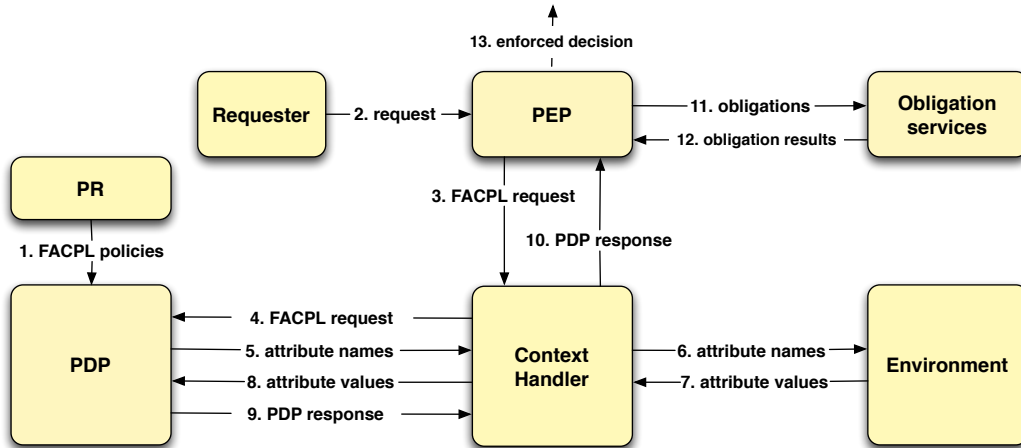 13. enforced decision
Requester
2. request
PEP
11. obligations
12. obligation results
Obligation
services
PR
3. FACPL request
1. FACPL policies
10. PDP response
PDP
4. FACPL request
5. attribute names
8. attribute values
9. PDP response
Context
Handler
6. attribute names
7. attribute values
Environment